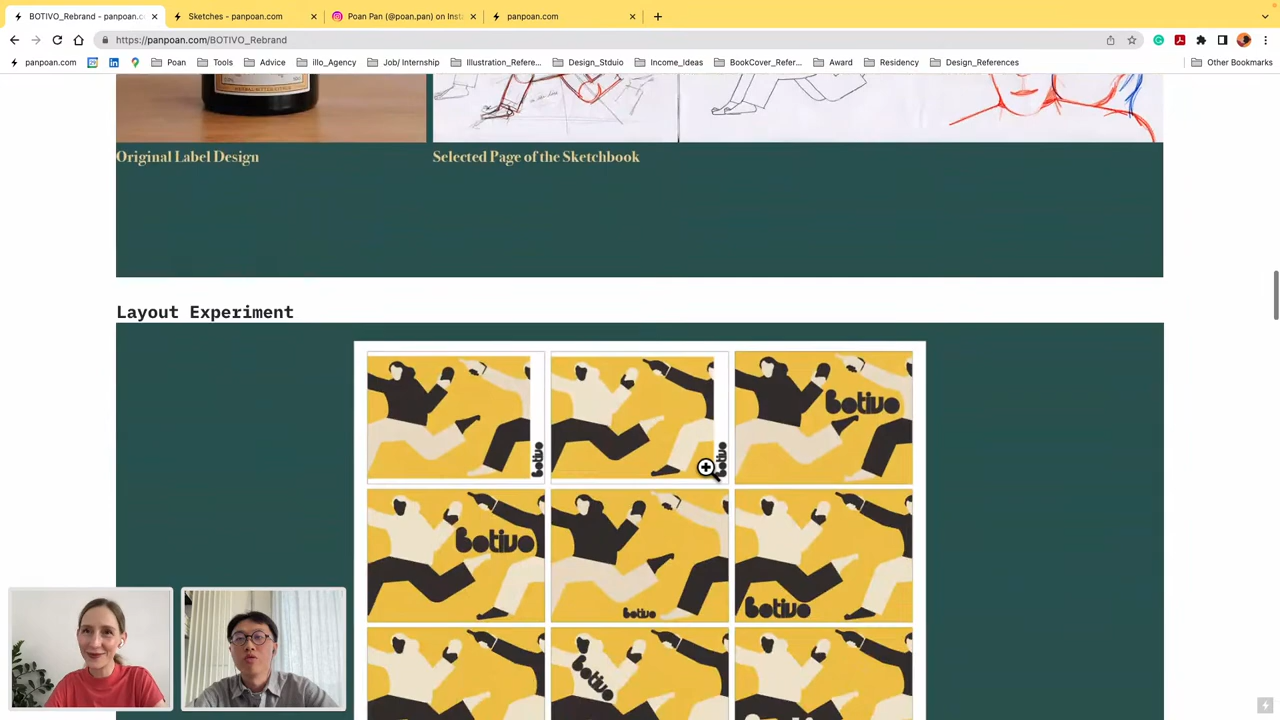 BOTIVO_Rebrand - panpoan.co
Sketches - panpoan.com
Poan Pan (@poan.pan) on Inst
panpoan.com
https://panpoan.com/BOTIVO_Rebrand
panpoan.com
Poan
Tools
Advice
illo_Agency
Job/ Internship
Illustration_Refere...
Design_Stduio
Income_Ideas
BookCover_Refer...
Award
Residency
Design_References
Other Bookmarks
Original Label Design
Selected Page of the Sketchbook
Layout Experiment
botivo
botivo
botivo
botivo
botivo
botivo
botivo